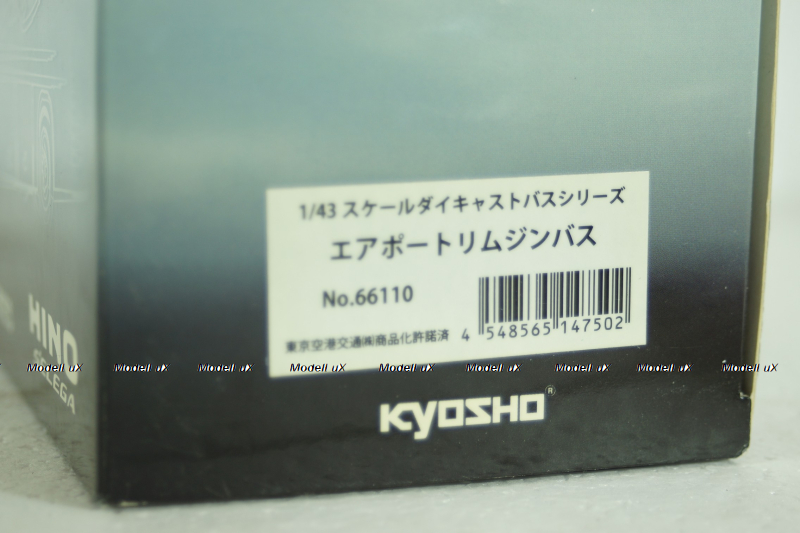 1/43 スケールダイキャストバスシリーズ
エアポートリムジンバス
No.66110
東京空港交通㈱商品化許諾済
4 548565 147502
HINO
SELEGA
Modell uX Modell uX Modell uX Modell uX Modell uX Modell uX Modell uX Modell uX Modell uX
KYOSHO®